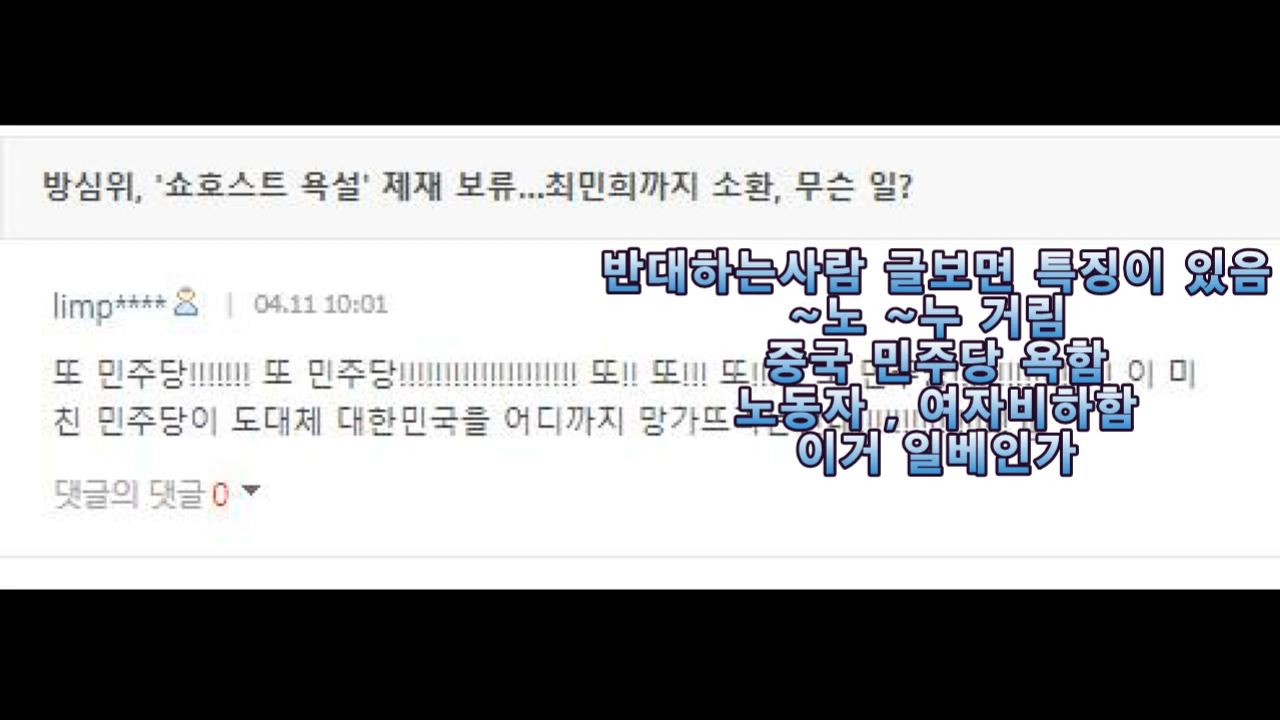 방심위, '쇼호스트 욕설' 제재 보류...최민희까지 소환, 무슨 일?
반대하는사람 글보면 특징이 있음
~노 ~누 거림
중국 민주당 욕함
노동자 , 여자비하함
이거 일베인가
limp**** | 04.11 10:01
또 민주당!!!!!!! 또 민주당!!!!!!!!!!!!!!!!!!!! 또!! 또!!! 또!!! 이 미
친 민주당이 도대체 대한민국을 어디까지 망가뜨
댓글의 댓글 0